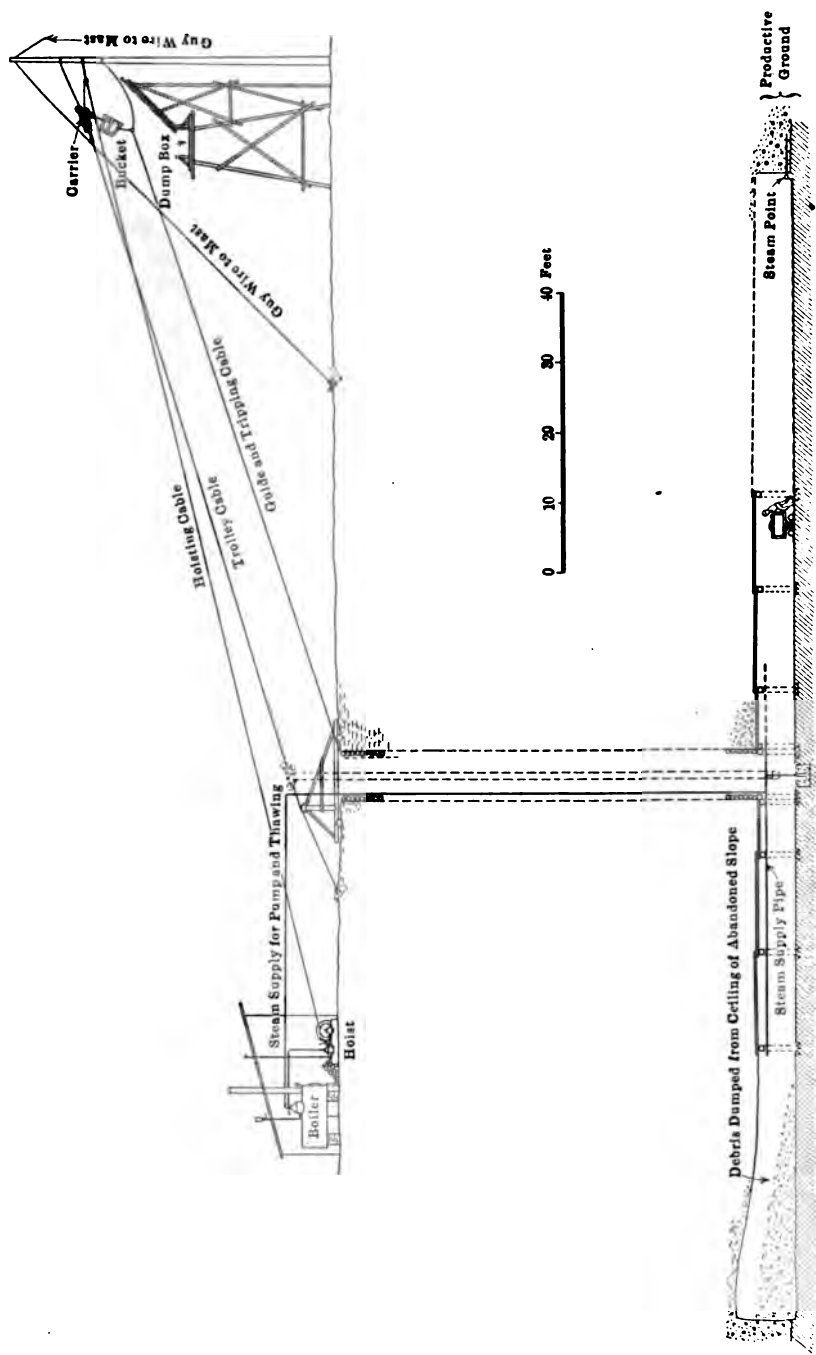 Guy Wire to Mast
Carrier
Bucket
Dump Box
Guy Wire to Mast
Hoisting Cable
Trolley Cable
Guide and Tripping Cable
Steam Supply for Pump and Thawing
Boiler
Hoist
0 10 20 30 40 Feet
Productive
Ground
Steam Point
Debris Dumped from Ceiling of Abandoned Slope
Steam Supply Pipe